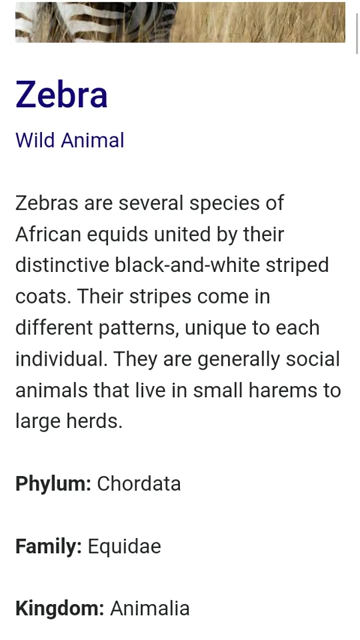 Zebra
Wild Animal
Zebras are several species of
African equids united by their
distinctive black-and-white striped
coats. Their stripes come in
different patterns, unique to each
individual. They are generally social
animals that live in small harems to
large herds.
Phylum: Chordata
Family: Equidae
Kingdom: Animalia